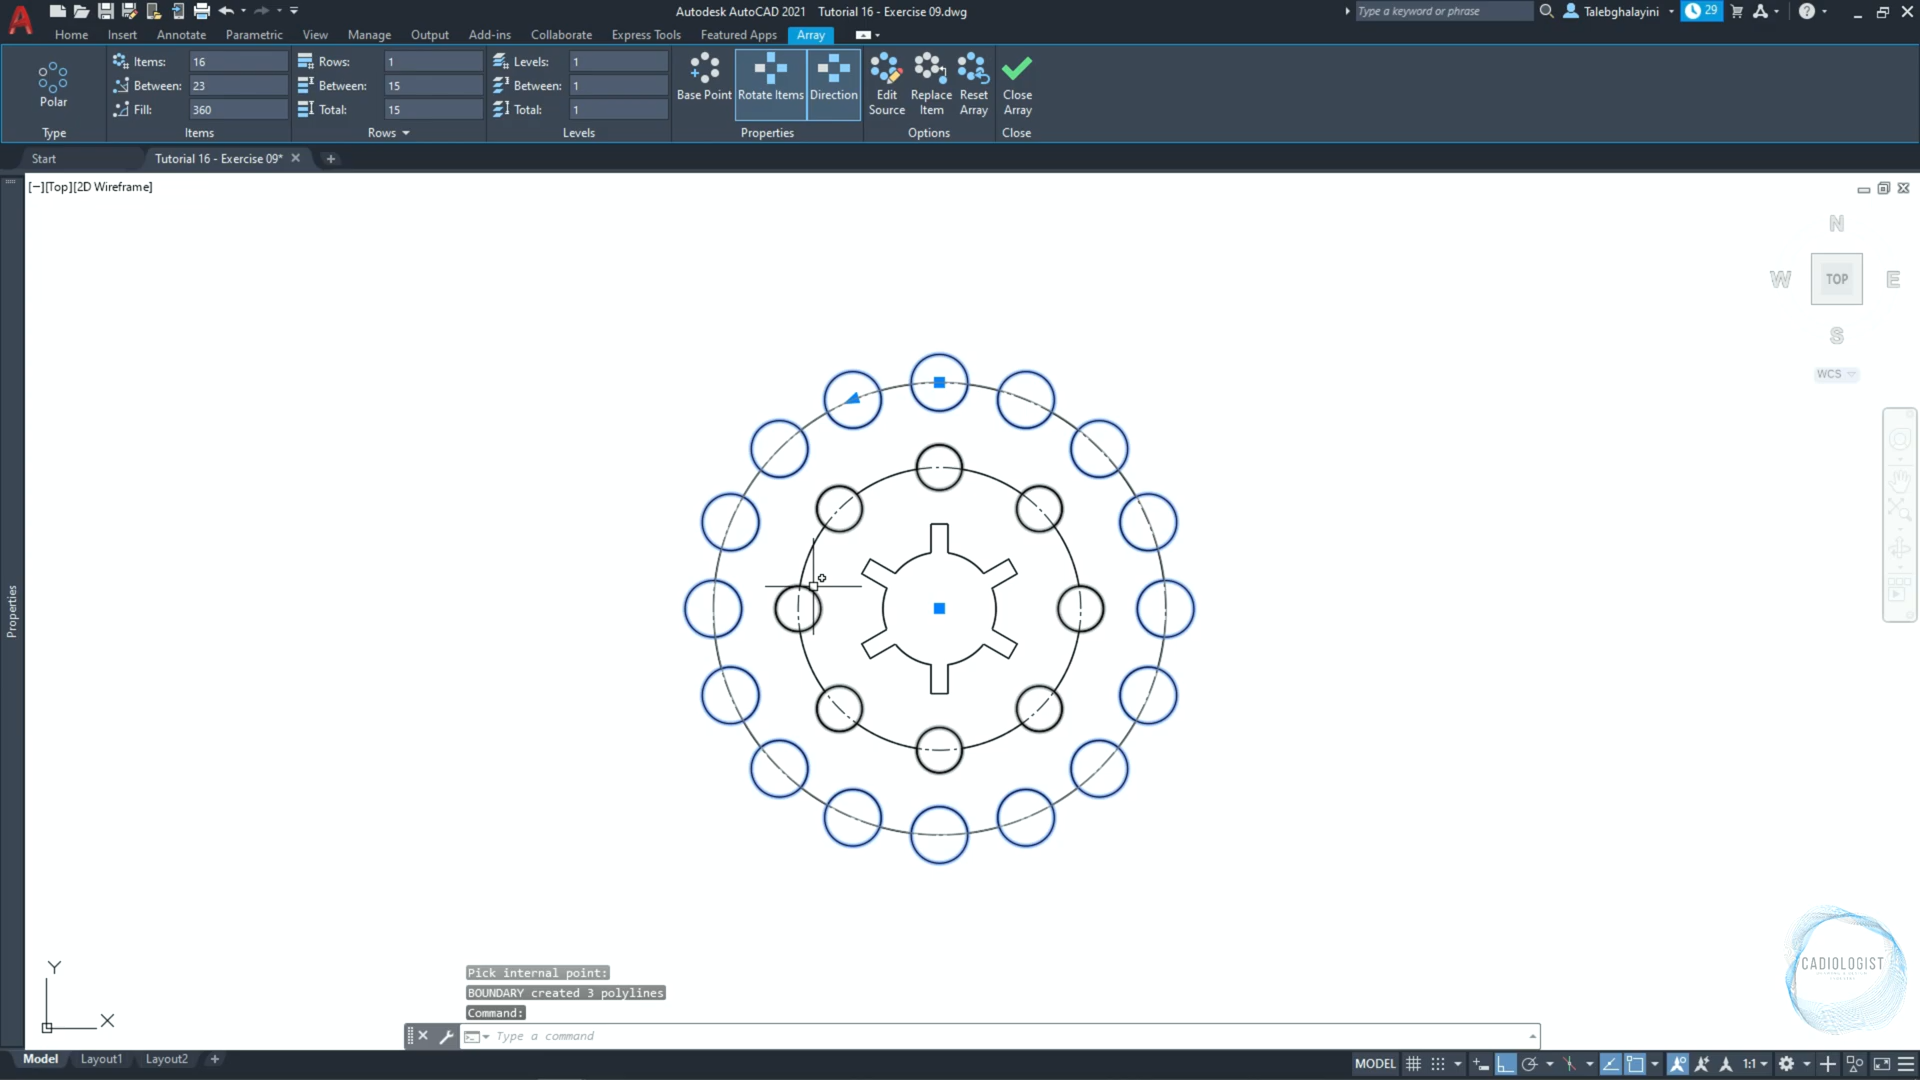 Autodesk AutoCAD 2021 Tutorial 16 - Exercise 09.dwg
Type a keyword or phrase
Talebghalayini
29
Home Insert Annotate Parametric View Manage Output Add-ins Collaborate Express Tools Featured Apps Array
Items: 16 Rows: 1 Levels: 1
Between: 23 Between: 15 Between: 1
Fill: 360 Total: 15 Total: 1
Polar
Base Point Rotate Items Direction
Edit Source
Replace Item
Reset Array
Close Array
Type Items Rows Levels Properties Options Close
Start Tutorial 16 - Exercise 09*
[−][Top][2D Wireframe]
N
W TOP E
S
WCS
Properties
Y
X
CADIOLOGIST
Pick internal point:
BOUNDARY created 3 polylines
Command:
Type a command
Model Layout1 Layout2 +
MODEL 1:1